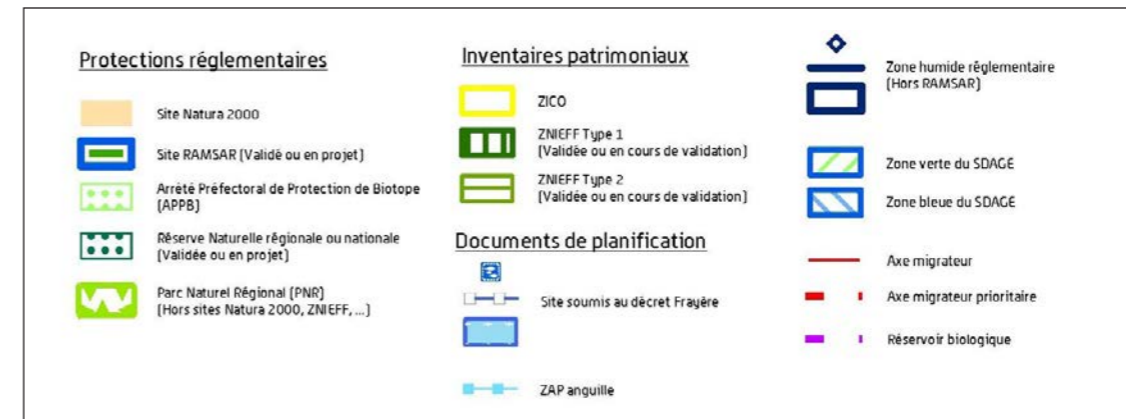 Protections réglementaires
Site Natura 2000
Site RAMSAR (Validé ou en projet)
Arrêté Préfectoral de Protection de Biotope
(APPB)
Réserve Naturelle régionale ou nationale
(Validée ou en projet)
Parc Naturel Régional (PNR)
(Hors sites Natura 2000, ZNIEFF, ...)
Inventaires patrimoniaux
ZICO
ZNIEFF Type 1
(Validée ou en cours de validation)
ZNIEFF Type 2
(Validée ou en cours de validation)
Documents de planification
Site soumis au décret Frayère
ZAP anguille
Zone humide réglementaire
(Hors RAMSAR)
Zone verte du SDAGE
Zone bleue du SDAGE
Axe migrateur
Axe migrateur prioritaire
Réservoir biologique